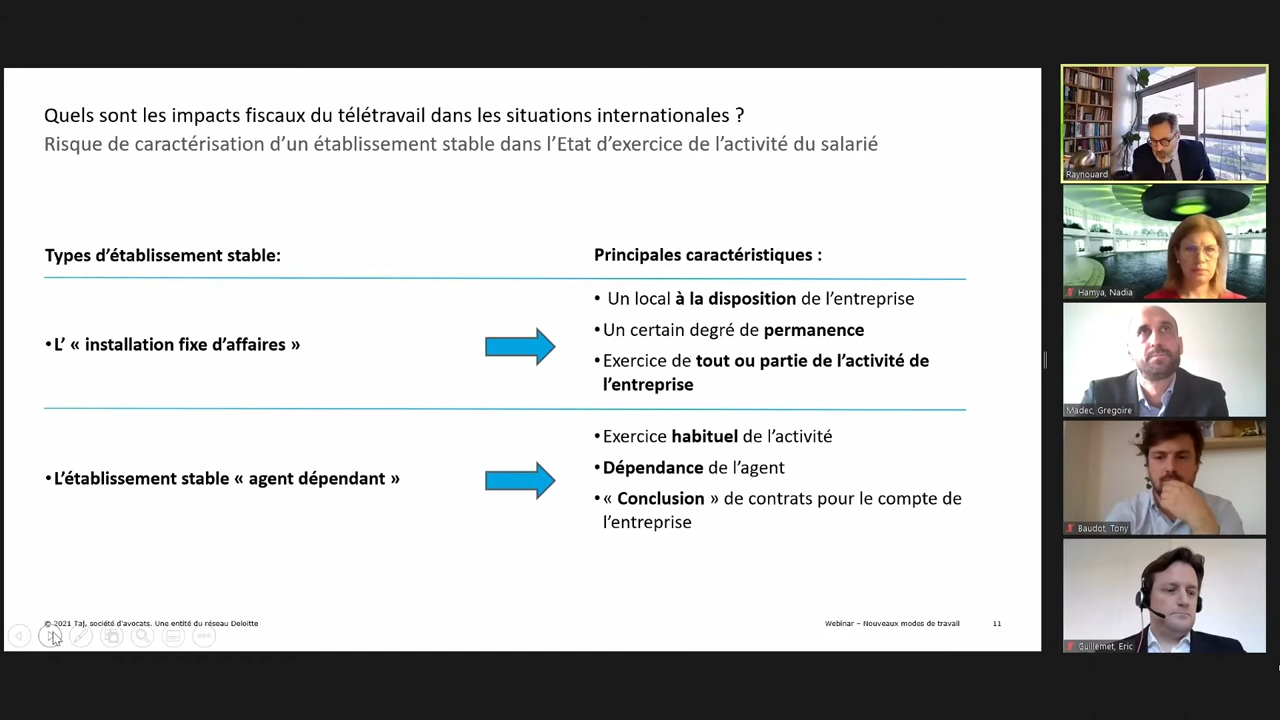 Quels sont les impacts fiscaux du télétravail dans les situations internationales ?
Risque de caractérisation d’un établissement stable dans l’Etat d’exercice de l’activité du salarié
Types d’établissement stable:
Principales caractéristiques :
•L’ « installation fixe d’affaires »
• Un local à la disposition de l’entreprise
•Un certain degré de permanence
•Exercice de tout ou partie de l’activité de
l’entreprise
•L’établissement stable « agent dépendant »
•Exercice habituel de l’activité
•Dépendance de l’agent
•« Conclusion » de contrats pour le compte de
l’entreprise
© 2021 Taj, société d’avocats. Une entité du réseau Deloitte
Webinar – Nouveaux modes de travail
11
Raynouard
Hamya, Nadia
Madec, Gregoire
Baudot, Tony
Guillemet, Eric